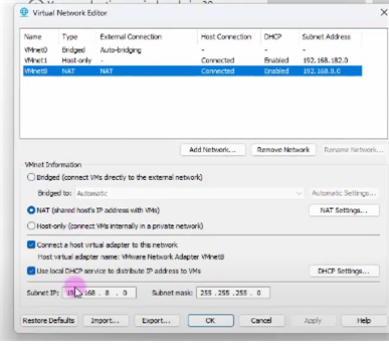 Virtual Network Editor
Name Type External Connection Host Connection DHCP Subnet Address
VMnet0 Bridged Auto-bridging - - -
VMnet1 Host-only - Connected Enabled 192.168.182.0
VMnet8 NAT NAT Connected Enabled 192.168.8.0
Add Network... Remove Network Rename Network...
VMnet Information
Bridged (connect VMs directly to the external network)
Bridged to: Automatic Automatic Settings...
NAT (shared host's IP address with VMs) NAT Settings...
Host-only (connect VMs internally in a private network)
Connect a host virtual adapter to this network
Host virtual adapter name: VMware Network Adapter VMnet8
Use local DHCP service to distribute IP address to VMs DHCP Settings...
Subnet IP: 192.168 . 8 . 0 Subnet mask: 255 . 255 . 255 . 0
Restore Defaults Import... Export... OK Cancel Apply Help